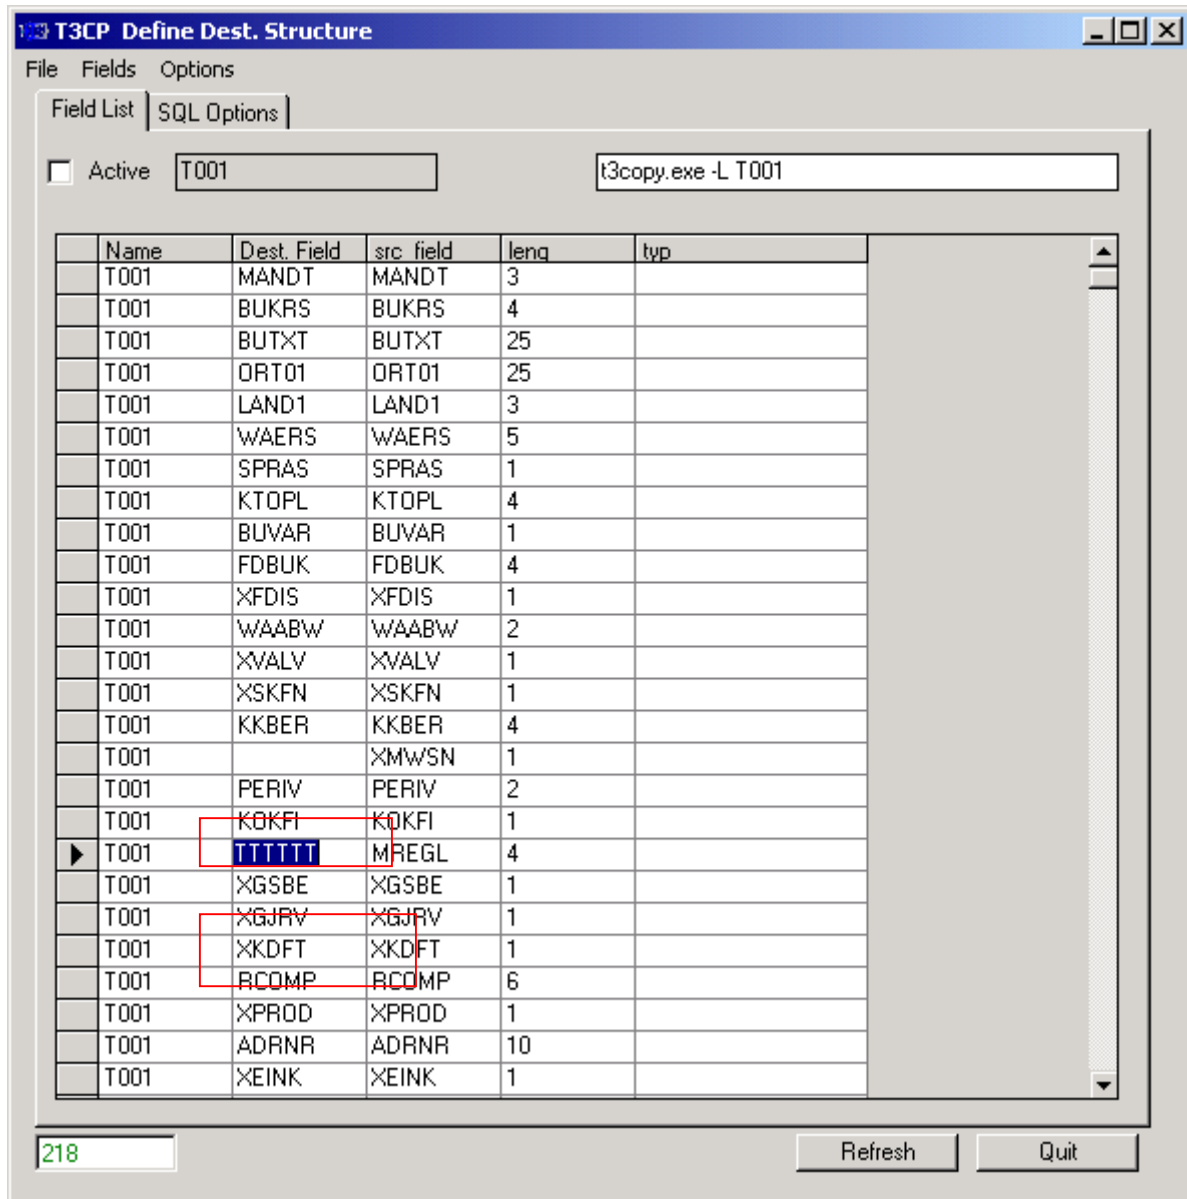 T3CP Define Dest. Structure
File Fields Options
Field List SQL Options
Active T001 t3copy.exe -L T001
Name Dest. Field src_field leng typ
T001 MANDT MANDT 3
T001 BUKRS BUKRS 4
T001 BUTXT BUTXT 25
T001 ORT01 ORT01 25
T001 LAND1 LAND1 3
T001 WAERS WAERS 5
T001 SPRAS SPRAS 1
T001 KTOPL KTOPL 4
T001 BUVAR BUVAR 1
T001 FDBUK FDBUK 4
T001 XFDIS XFDIS 1
T001 WAABW WAABW 2
T001 XVALV XVALV 1
T001 XSKFN XSKFN 1
T001 KKBER KKBER 4
T001 XMWSN 1
T001 PERIV PERIV 2
T001 KOKFI KOKFI 1
T001 TTTTTT MREGL 4
T001 XGSBE XGSBE 1
T001 XGJRV XGJRV 1
T001 XKDFT XKDFT 1
T001 RCOMP RCOMP 6
T001 XPROD XPROD 1
T001 ADRNR ADRNR 10
T001 XEINK XEINK 1
218 Refresh Quit